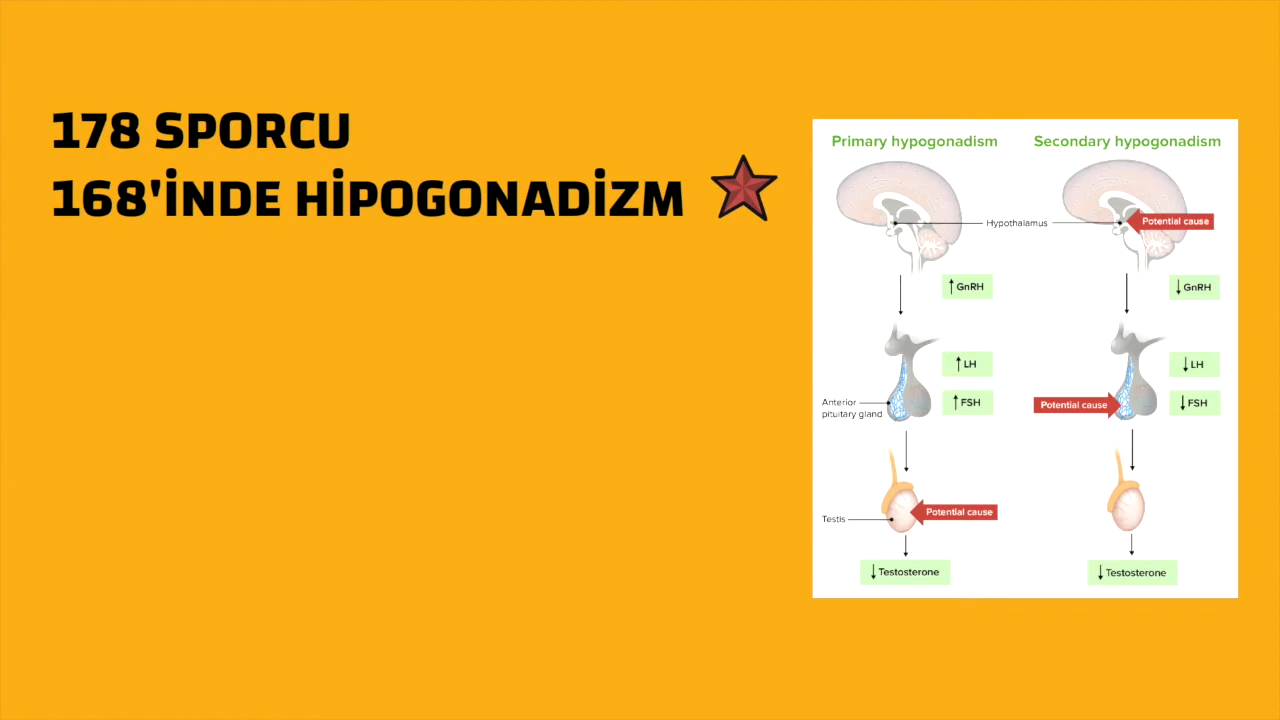 178 SPORCU
168'İNDE HİPOGONADİZM
Primary hypogonadism
Secondary hypogonadism
Hypothalamus
Potential cause
↑ GnRH
↓ GnRH
↑ LH
↓ LH
Anterior
pituitary gland
↑ FSH
Potential cause
↓ FSH
Testis
Potential cause
↓ Testosterone
↓ Testosterone